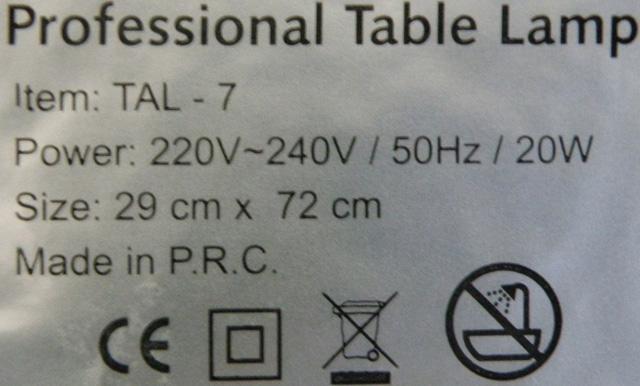 Professional Table Lamp
Item: TAL - 7
Power: 220V~240V / 50Hz / 20W
Size: 29 cm x 72 cm
Made in P.R.C.
CE